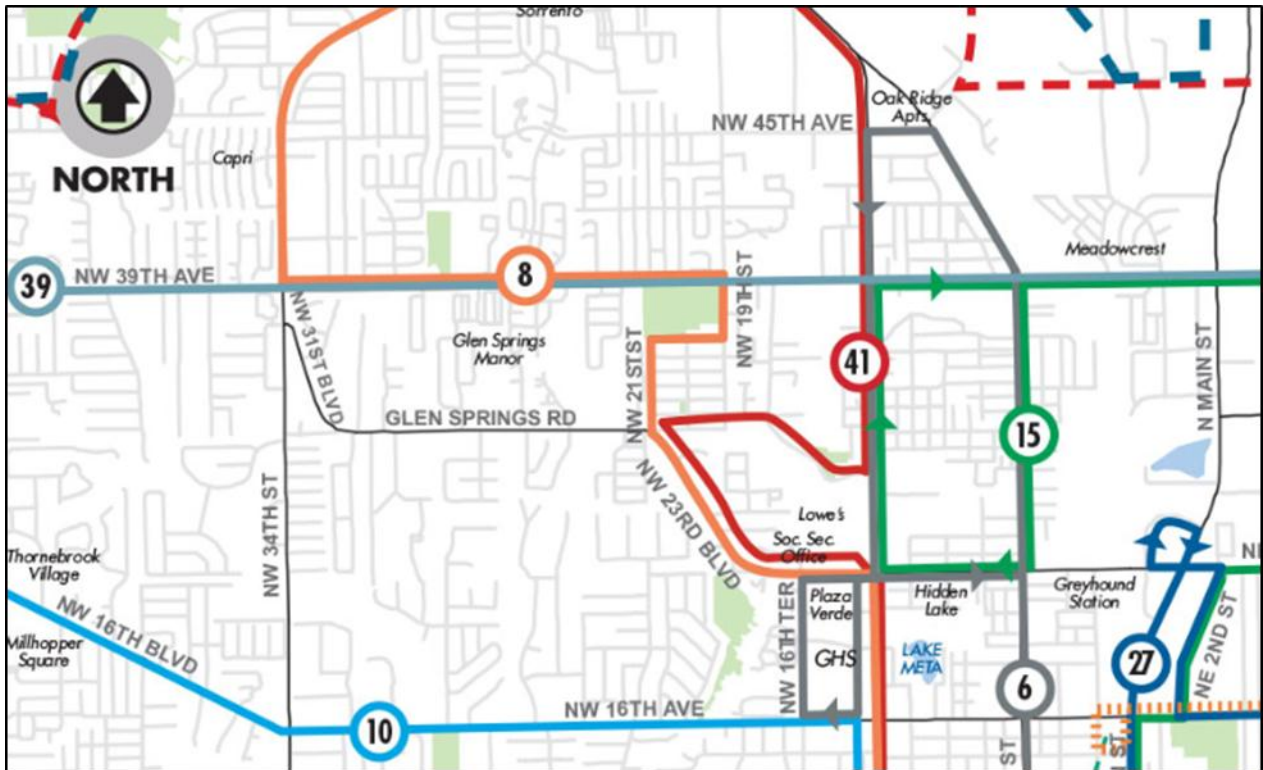 Sorrento
NORTH
Capri
NW 45TH AVE
Oak Ridge
Apts.
Meadowcrest
39
NW 39TH AVE
8
NW 31ST BLVD
Glen Springs
Manor
NW 21ST ST
NW 19TH ST
41
N MAIN ST
GLEN SPRINGS RD
15
NW 34TH ST
NW 23RD BLVD
Lowe's
Soc. Sec.
Office
Thornebrook
Village
NW 16TH BLVD
Millhopper
Square
NW 16TH TER
Plaza
Verde
GHS
Hidden
Lake
LAKE
META
Greyhound
Station
NE 2ND ST
27
6
NW 16TH AVE
10
ST
ST